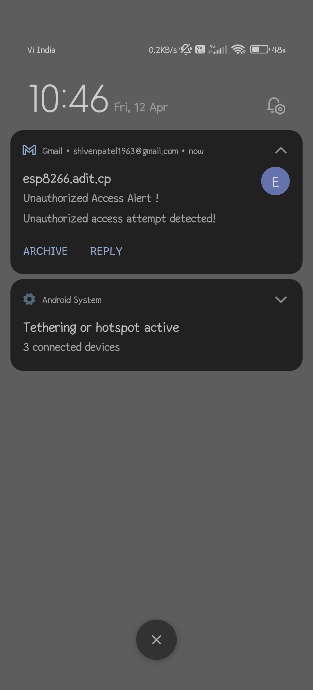 Vi India
0.2KB/s 48%
10:46 Fri, 12 Apr
Gmail • shivenpatel1963@gmail.com • now
esp8266.adit.cp
E
Unauthorized Access Alert !
Unauthorized access attempt detected!
ARCHIVE REPLY
Android System
Tethering or hotspot active
3 connected devices